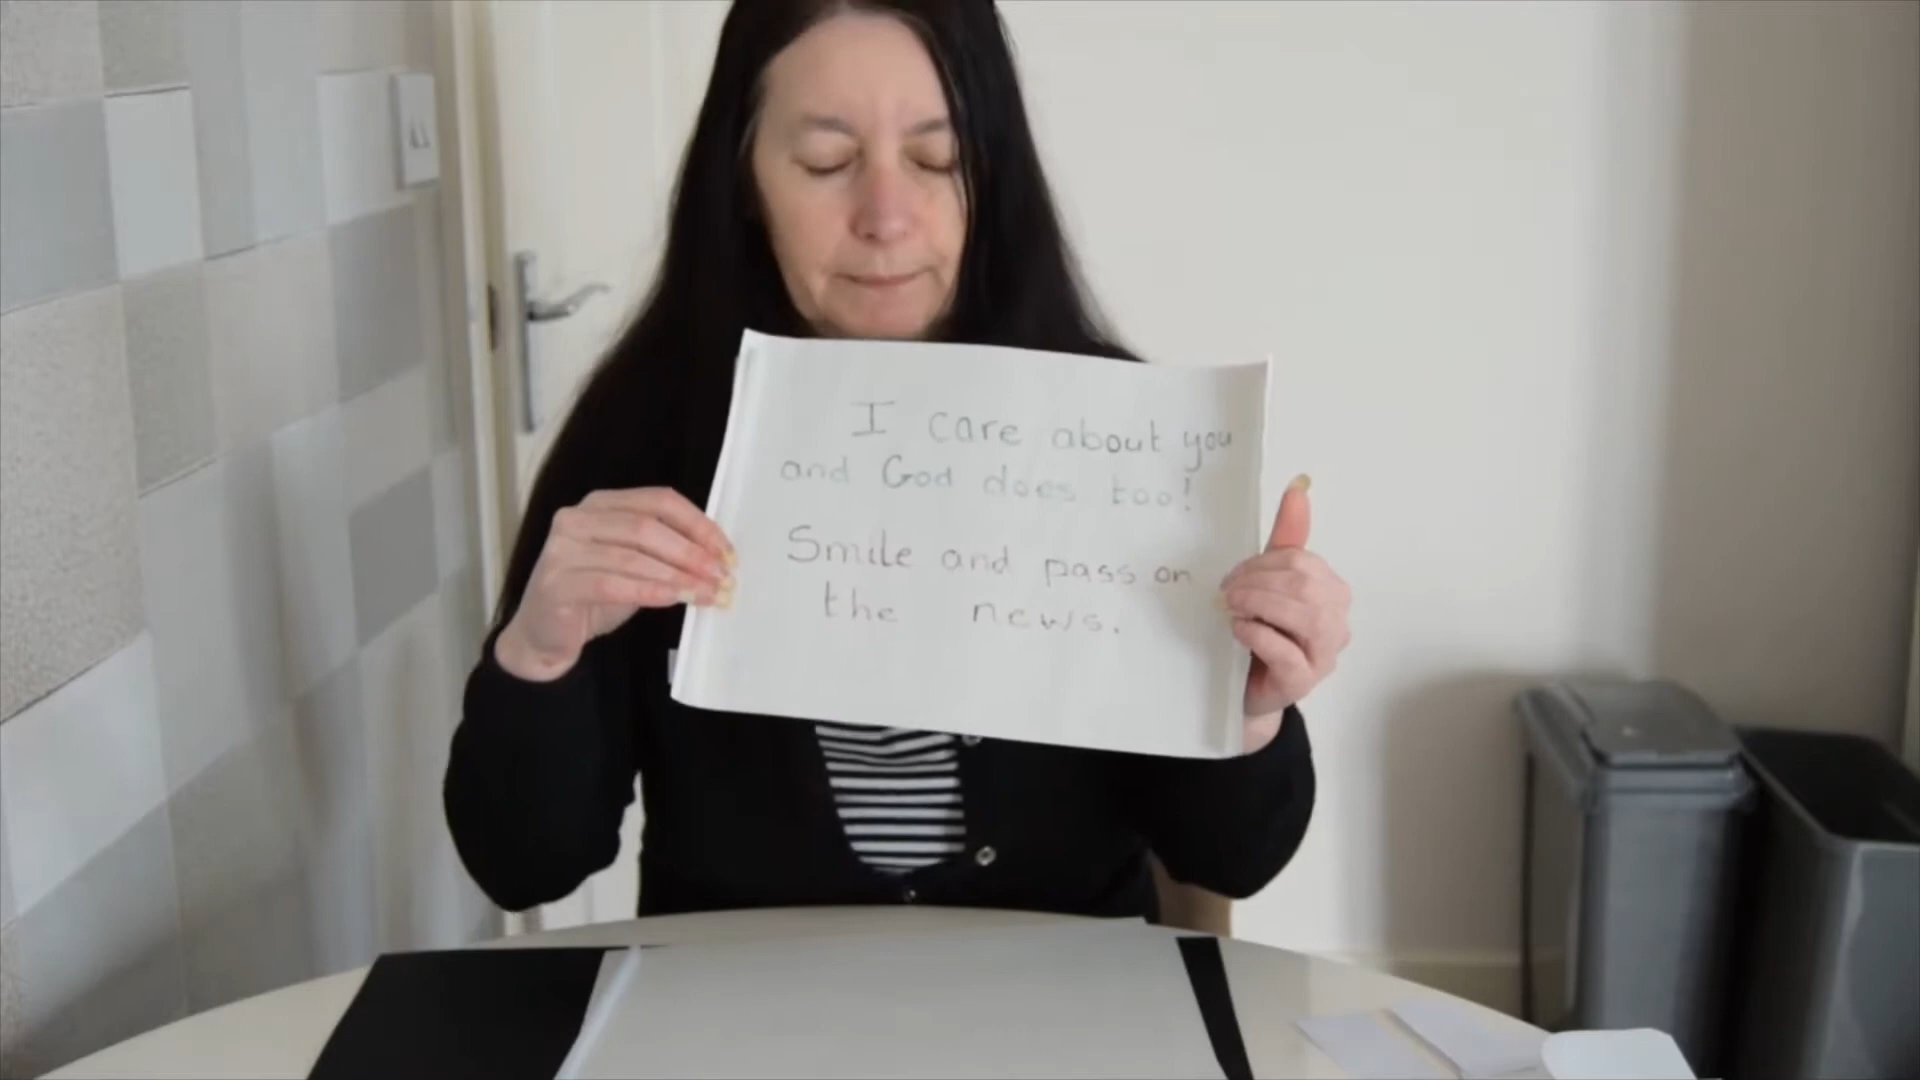 I care about you
and God does too!
Smile and pass on
the news.